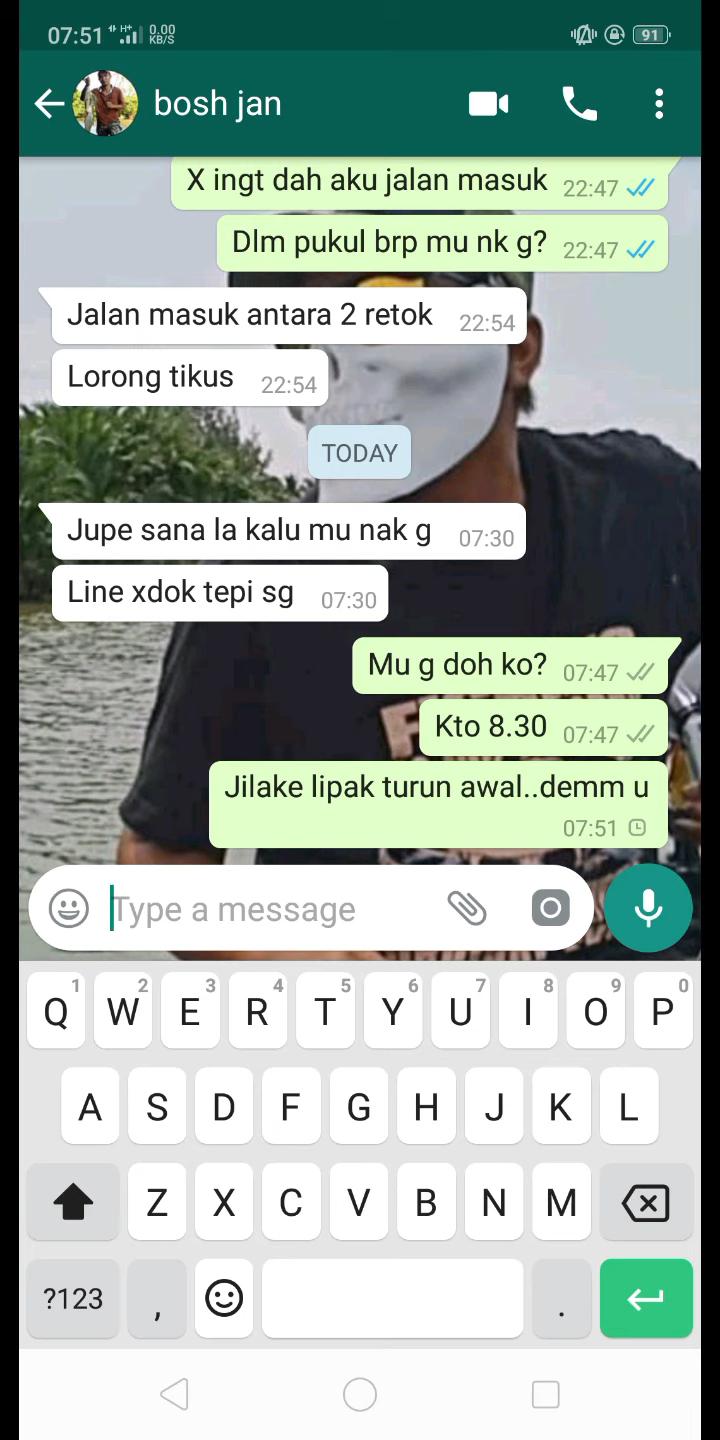 07:51 H+ 0.00 KB/S 91
bosh jan
X ingt dah aku jalan masuk 22:47
Dlm pukul brp mu nk g? 22:47
Jalan masuk antara 2 retok 22:54
Lorong tikus 22:54
TODAY
Jupe sana la kalu mu nak g 07:30
Line xdok tepi sg 07:30
Mu g doh ko? 07:47
Kto 8.30 07:47
Jilake lipak turun awal..demm u
07:51
Type a message
1 2 3 4 5 6 7 8 9 0
Q W E R T Y U I O P
A S D F G H J K L
Z X C V B N M
?123 , .